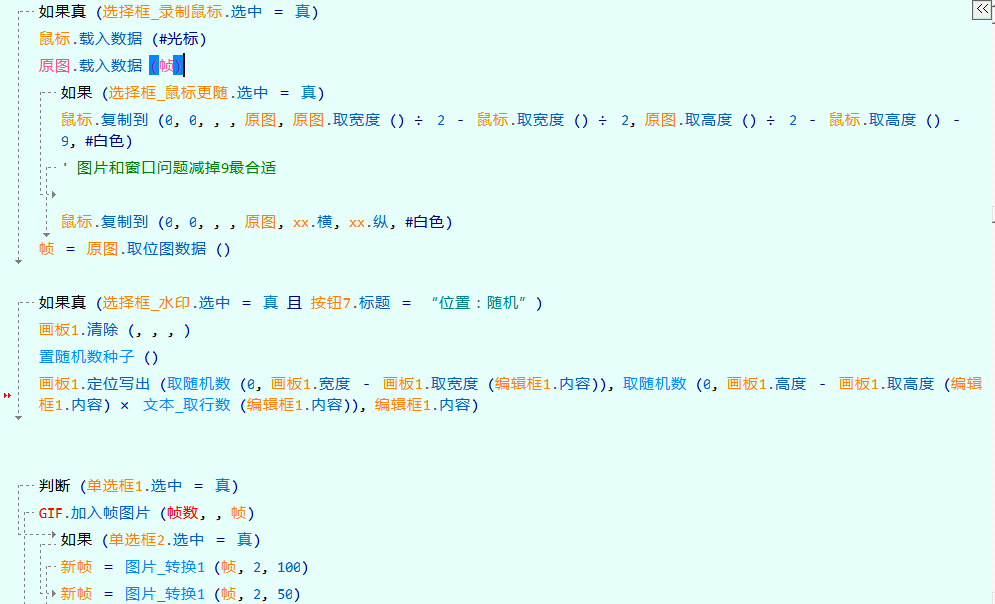 如果真 (选择框_录制鼠标.选中 = 真)
鼠标.载入数据 (#光标)
原图.载入数据 (帧)
如果 (选择框_鼠标更随.选中 = 真)
鼠标.复制到 (0, 0, , , 原图, 原图.取宽度 () ÷ 2 - 鼠标.取宽度 () ÷ 2, 原图.取高度 () ÷ 2 - 鼠标.取高度 () -
9, #白色)
' 图片和窗口问题减掉9最合适
鼠标.复制到 (0, 0, , , 原图, xx.横, xx.纵, #白色)
帧 = 原图.取位图数据 ()
如果真 (选择框_水印.选中 = 真 且 按钮7.标题 = “位置：随机”)
画板1.清除 (, , , )
置随机数种子 ()
画板1.定位写出 (取随机数 (0, 画板1.宽度 - 画板1.取宽度 (编辑框1.内容)), 取随机数 (0, 画板1.高度 - 画板1.取高度 (编辑
框1.内容) × 文本_取行数 (编辑框1.内容)), 编辑框1.内容)
判断 (单选框1.选中 = 真)
GIF.加入帧图片 (帧数, , 帧)
如果 (单选框2.选中 = 真)
新帧 = 图片_转换1 (帧, 2, 100)
新帧 = 图片_转换1 (帧, 2, 50)